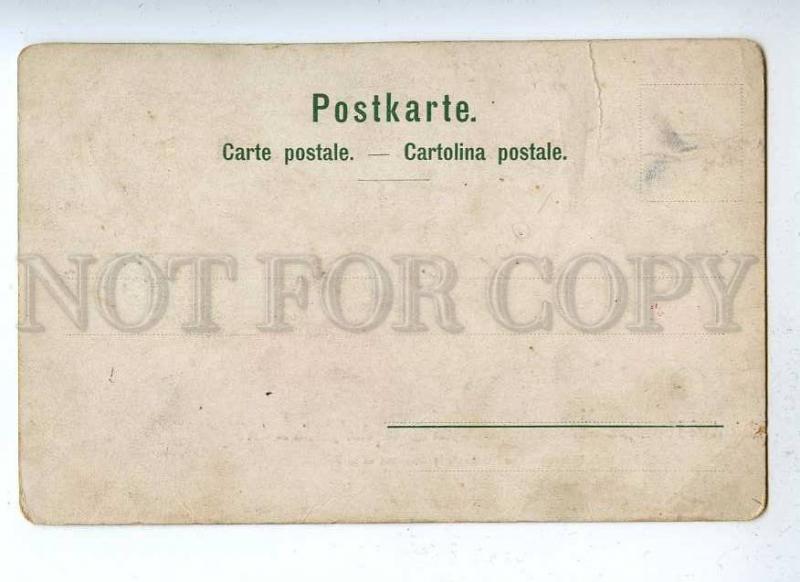 Postkarte.
Carte postale. — Cartolina postale.
NOT FOR COPY